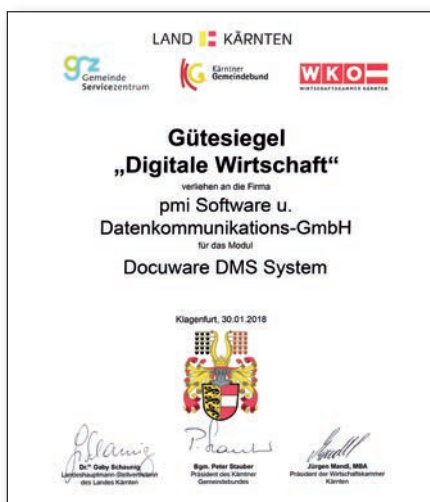 LAND KÄRNTEN
grz
Gemeinde
Servicezentrum
KG
Kärntner
Gemeindebund
WKO
WIRTSCHAFTSKAMMER KÄRNTEN
Gütesiegel
„Digitale Wirtschaft“
verliehen an die Firma
pmi Software u.
Datenkommunikations-GmbH
für das Modul
Docuware DMS System
Klagenfurt, 30.01.2018
Dr.ⁱⁿ Gaby Schaunig
Landeshauptmann-Stellvertreterin
des Landes Kärnten
Bgm. Peter Stauber
Präsident des Kärntner
Gemeindebundes
Jürgen Mandl, MBA
Präsident der Wirtschaftskammer
Kärnten